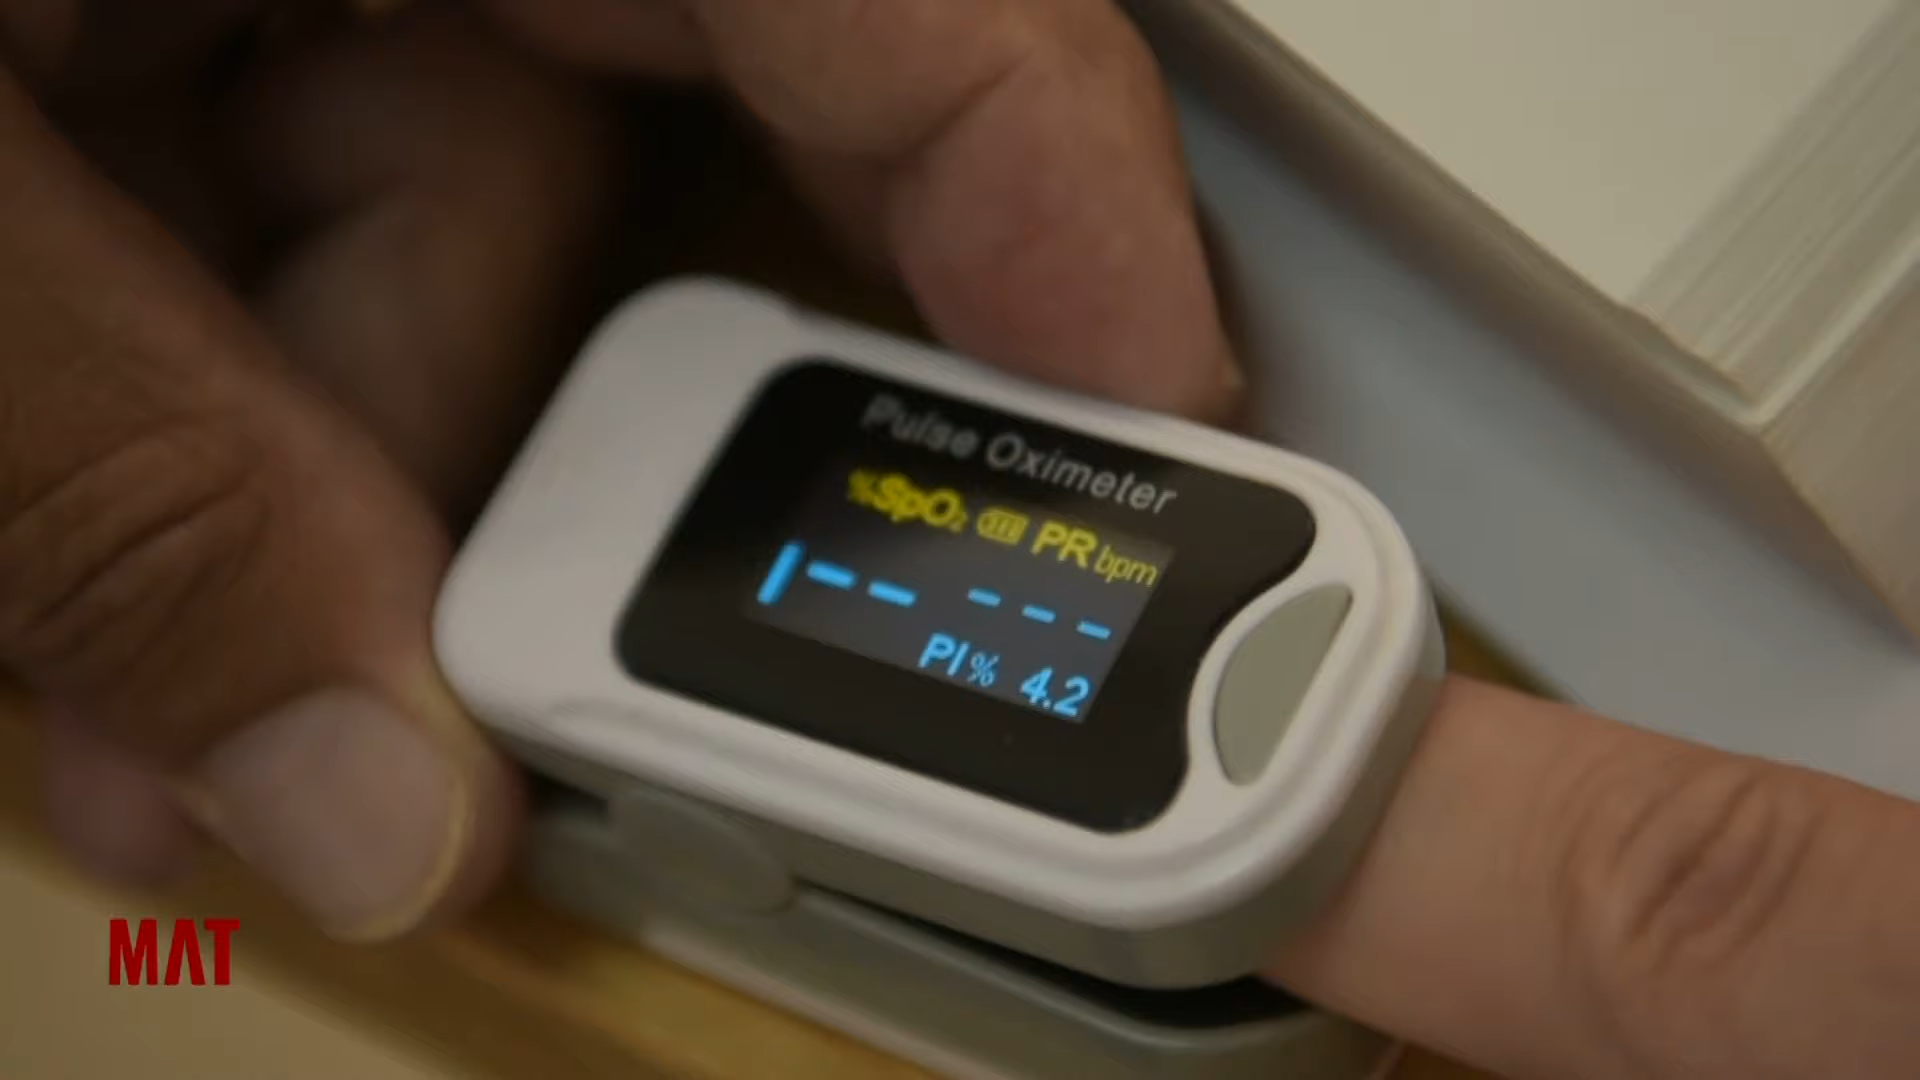 Pulse Oximeter
%SpO₂ PR bpm
-- ---
PI% 4.2
MAT